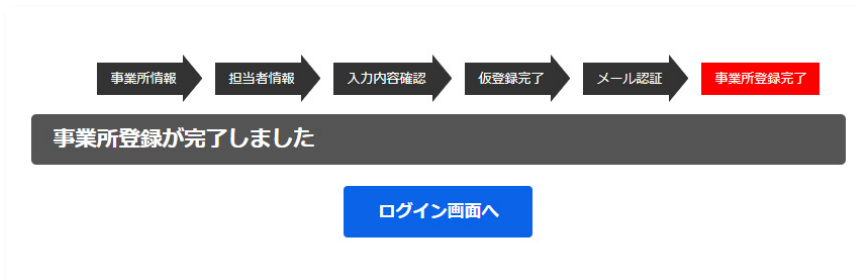 事業所情報 担当者情報 入力内容確認 仮登録完了 メール認証 事業所登録完了
事業所登録が完了しました
ログイン画面へ